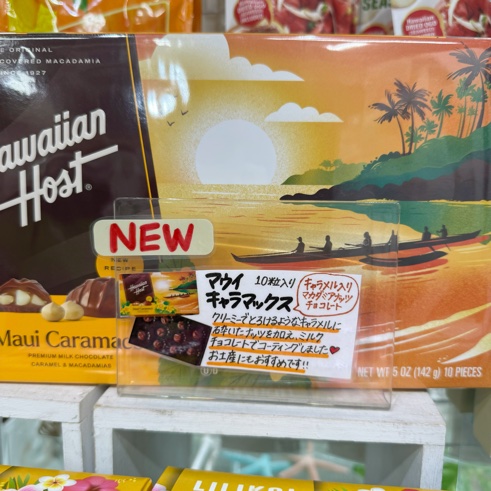 ORIGINAL
COVERED MACADAMIA
SINCE 1927
Hawaiian
Host®
NEW
Maui Caramac
PREMIUM MILK CHOCOLATE
CARAMEL & MACADAMIAS
マウイ 10粒入り
キャラマックス
キャラメル入り
マカダミアナッツ
チョコレート
クリーミーでとろけるようなキャラメルに
砕いたナッツを加え、ミルク
チョコレートでコーティングしました♥
お土産にもおすすめです!!
NET WT 5 OZ (142 g) 10 PIECES
LILIKOI